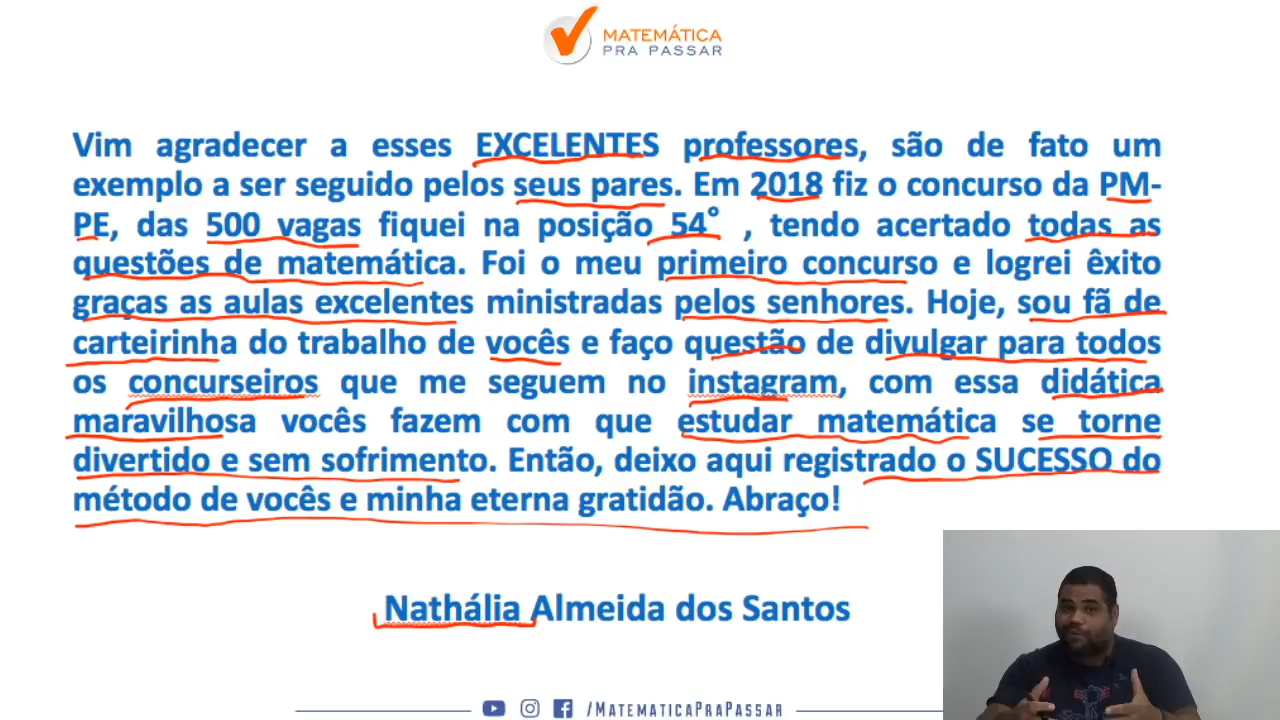 MATEMÁTICA
PRA PASSAR
Vim agradecer a esses EXCELENTES professores, são de fato um
exemplo a ser seguido pelos seus pares. Em 2018 fiz o concurso da PM-
PE, das 500 vagas fiquei na posição 54° , tendo acertado todas as
questões de matemática. Foi o meu primeiro concurso e logrei êxito
graças as aulas excelentes ministradas pelos senhores. Hoje, sou fã de
carteirinha do trabalho de vocês e faço questão de divulgar para todos
os concurseiros que me seguem no instagram, com essa didática
maravilhosa vocês fazem com que estudar matemática se torne
divertido e sem sofrimento. Então, deixo aqui registrado o SUCESSO do
método de vocês e minha eterna gratidão. Abraço!
Nathália Almeida dos Santos
/MATEMATICAPRAPASSAR